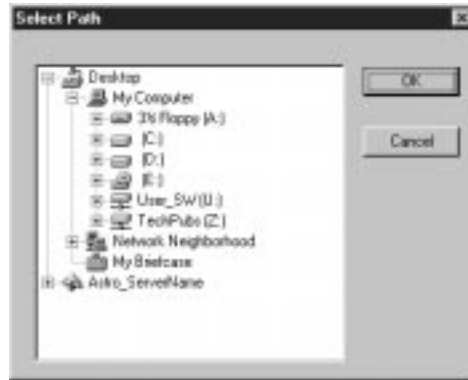 Select Path
Desktop
My Computer
3½ Floppy (A:)
(C:)
(D:)
(E:)
User_SW (U:)
TechPubs (Z:)
Network Neighborhood
My Briefcase
Astro_ServerName
OK
Cancel